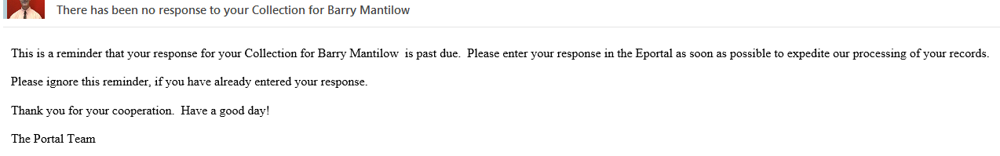 There has been no response to your Collection for Barry Mantilow
This is a reminder that your response for your Collection for Barry Mantilow  is past due.  Please enter your response in the Eportal as soon as possible to expedite our processing of your records.
Please ignore this reminder, if you have already entered your response.
Thank you for your cooperation.  Have a good day!
The Portal Team